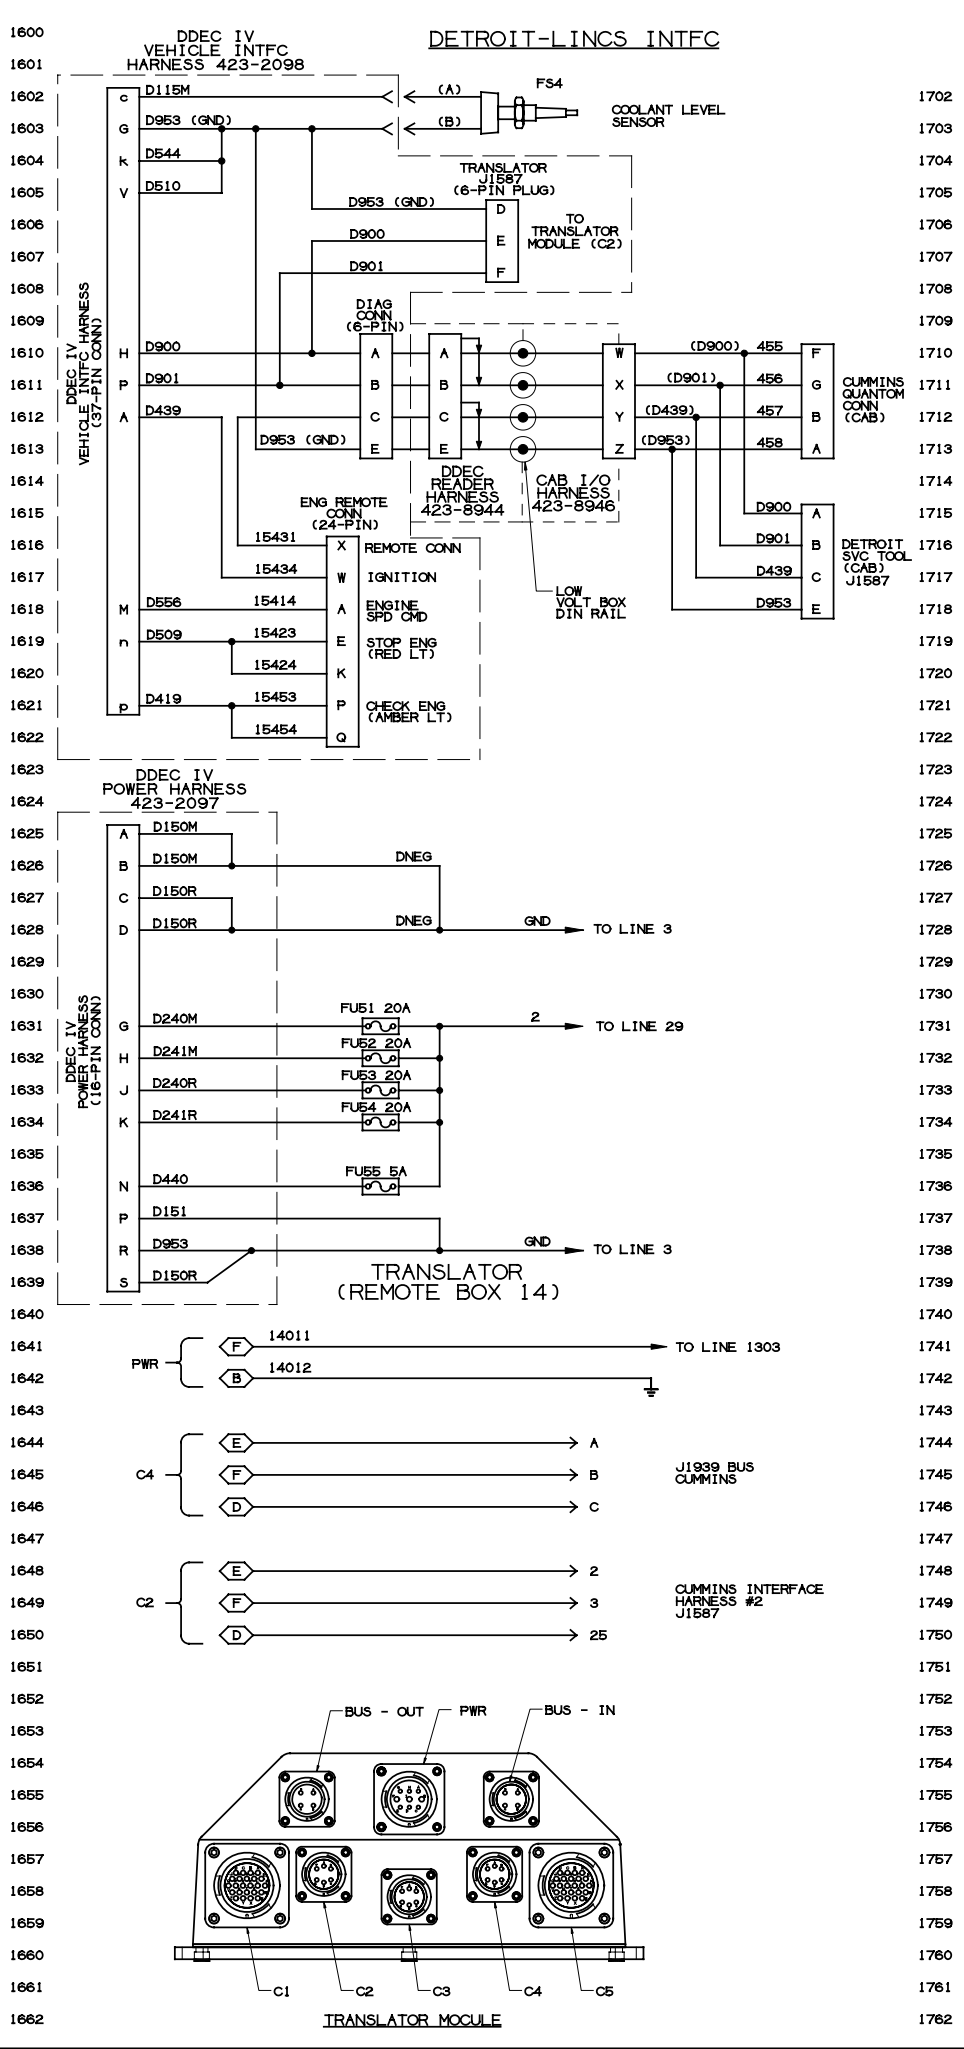 DETROIT-LINCS INTFC
1600
DDEC IV
VEHICLE INTFC
HARNESS 423-2098
1601
1602
c
D115M
(A)
FS4
COOLANT LEVEL
SENSOR
1702
1603
G
D953 (GND)
(B)
1703
1604
k
D544
1704
TRANSLATOR
J1587
(6-PIN PLUG)
1605
V
D510
1705
D953 (GND)
D
1606
TO
TRANSLATOR
MODULE (C2)
1706
D900
E
1607
1707
D901
F
1608
1708
DDEC IV
VEHICLE INTFC HARNESS
(37-PIN CONN)
DIAG
CONN
(6-PIN)
1609
1709
1610
H
D900
A
A
W
(D900)
455
F
1710
1611
P
D901
B
B
X
(D901)
456
G
CUMMINS
QUANTOM
CONN
(CAB)
1711
1612
A
D439
C
C
Y
(D439)
457
B
1712
1613
D953 (GND)
E
E
Z
(D953)
458
A
1713
1614
DDEC
READER
HARNESS
423-8944
CAB I/O
HARNESS
423-8946
1714
1615
ENG REMOTE
CONN
(24-PIN)
D900
A
1715
1616
15431
X
REMOTE CONN
D901
B
DETROIT
SVC TOOL
(CAB)
J1587
1716
1617
15434
W
IGNITION
D439
C
1717
LOW
VOLT BOX
DIN RAIL
1618
M
D556
15414
A
ENGINE
SPD CMD
D953
E
1718
1619
n
D509
15423
E
STOP ENG
(RED LT)
1719
1620
15424
K
1720
1621
p
D419
15453
P
CHECK ENG
(AMBER LT)
1721
1622
15454
Q
1722
1623
1723
DDEC IV
POWER HARNESS
423-2097
1624
1724
1625
A
D150M
1725
1626
B
D150M
DNEG
1726
1627
C
D150R
1727
1628
D
D150R
DNEG
GND
TO LINE 3
1728
1629
1729
1630
1730
DDEC IV
POWER HARNESS
(16-PIN CONN)
1631
G
D240M
FU51 20A
2
TO LINE 29
1731
1632
H
D241M
FU52 20A
1732
1633
J
D240R
FU53 20A
1733
1634
K
D241R
FU54 20A
1734
1635
1735
1636
N
D440
FU55 5A
1736
1637
P
D151
1737
1638
R
D953
GND
TO LINE 3
1738
1639
S
D150R
1739
TRANSLATOR
(REMOTE BOX 14)
1640
1740
1641
F
14011
TO LINE 1303
1741
PWR
1642
B
14012
1742
1643
1743
1644
E
A
1744
1645
C4
F
B
J1939 BUS
CUMMINS
1745
1646
D
C
1746
1647
1747
1648
E
2
1748
1649
C2
F
3
CUMMINS INTERFACE
HARNESS #2
J1587
1749
1650
D
25
1750
1651
1751
1652
1752
BUS - OUT
PWR
BUS - IN
1653
1753
1654
1754
1655
1755
1656
1756
1657
1757
1658
1758
1659
1759
1660
1760
1661
C1
C2
C3
C4
C5
1761
1662
TRANSLATOR MOCULE
1762